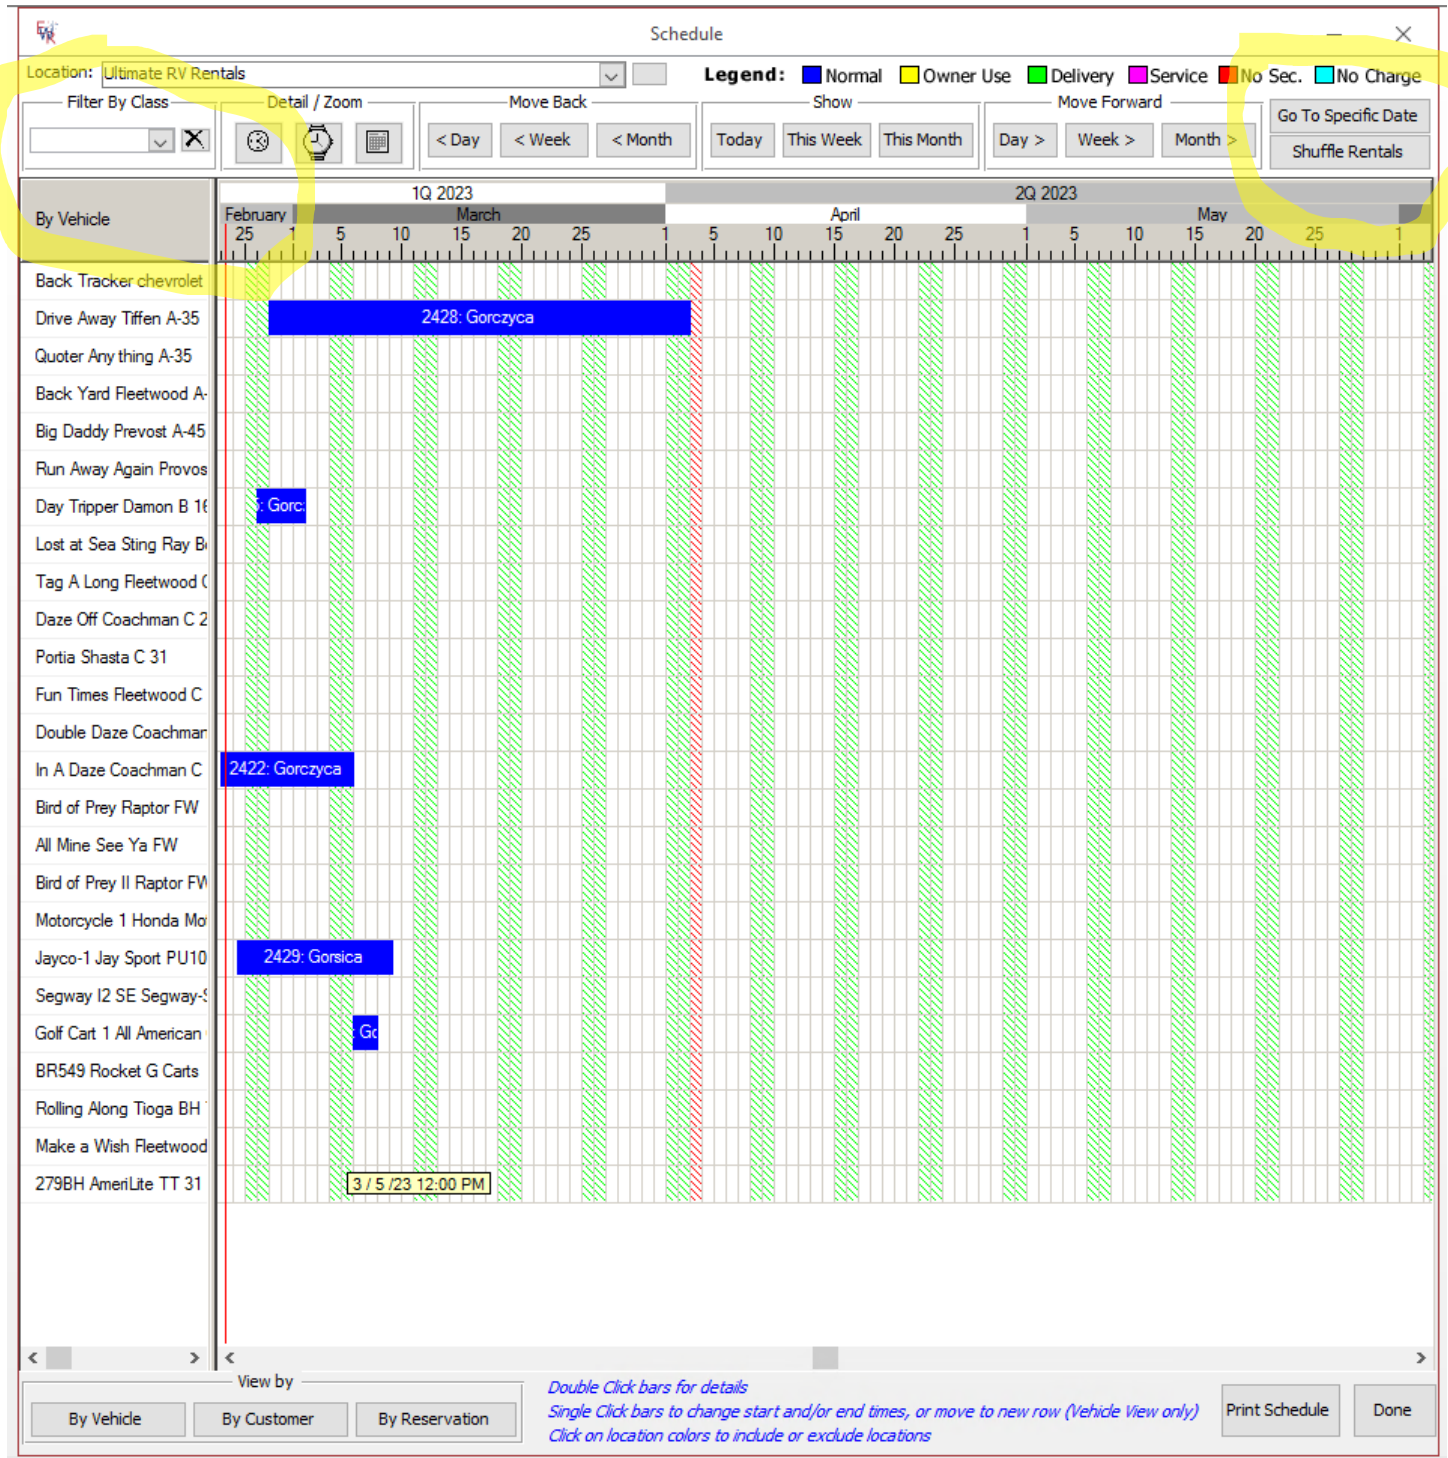 Schedule
Location: Ultimate RV Rentals
Legend: Normal Owner Use Delivery Service No Sec. No Charge
Filter By Class Detail / Zoom Move Back Show Move Forward Go To Specific Date
< Day < Week < Month Today This Week This Month Day > Week > Month > Shuffle Rentals
1Q 2023 2Q 2023
By Vehicle February March April May
25 1 5 10 15 20 25 1 5 10 15 20 25 1 5 10 15 20 25 1
Back Tracker chevrolet
Drive Away Tiffen A-35 2428: Gorczyca
Quoter Any thing A-35
Back Yard Fleetwood A-
Big Daddy Prevost A-45
Run Away Again Provos
Day Tripper Damon B 16 5: Gorc
Lost at Sea Sting Ray B
Tag A Long Fleetwood
Daze Off Coachman C 2
Portia Shasta C 31
Fun Times Fleetwood C
Double Daze Coachman
In A Daze Coachman C 2422: Gorczyca
Bird of Prey Raptor FW
All Mine See Ya FW
Bird of Prey II Raptor FW
Motorcycle 1 Honda Mo
Jayco-1 Jay Sport PU10 2429: Gorsica
Segway I2 SE Segway-S
Golf Cart 1 All American : Go
BR549 Rocket G Carts
Rolling Along Tioga BH
Make a Wish Fleetwood
279BH AmeriLite TT 31 3 / 5 /23 12:00 PM
View by
By Vehicle By Customer By Reservation
Double Click bars for details
Single Click bars to change start and/or end times, or move to new row (Vehicle View only)
Click on location colors to include or exclude locations
Print Schedule Done